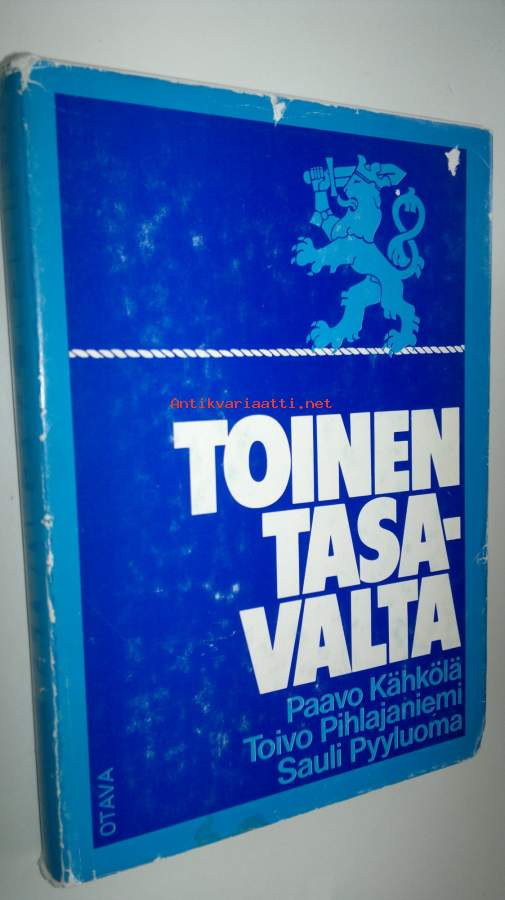 Antikvariaatti.net
TOINEN
TASA-
VALTA
Paavo Kähkölä
Toivo Pihlajaniemi
Sauli Pyyluoma
OTAVA